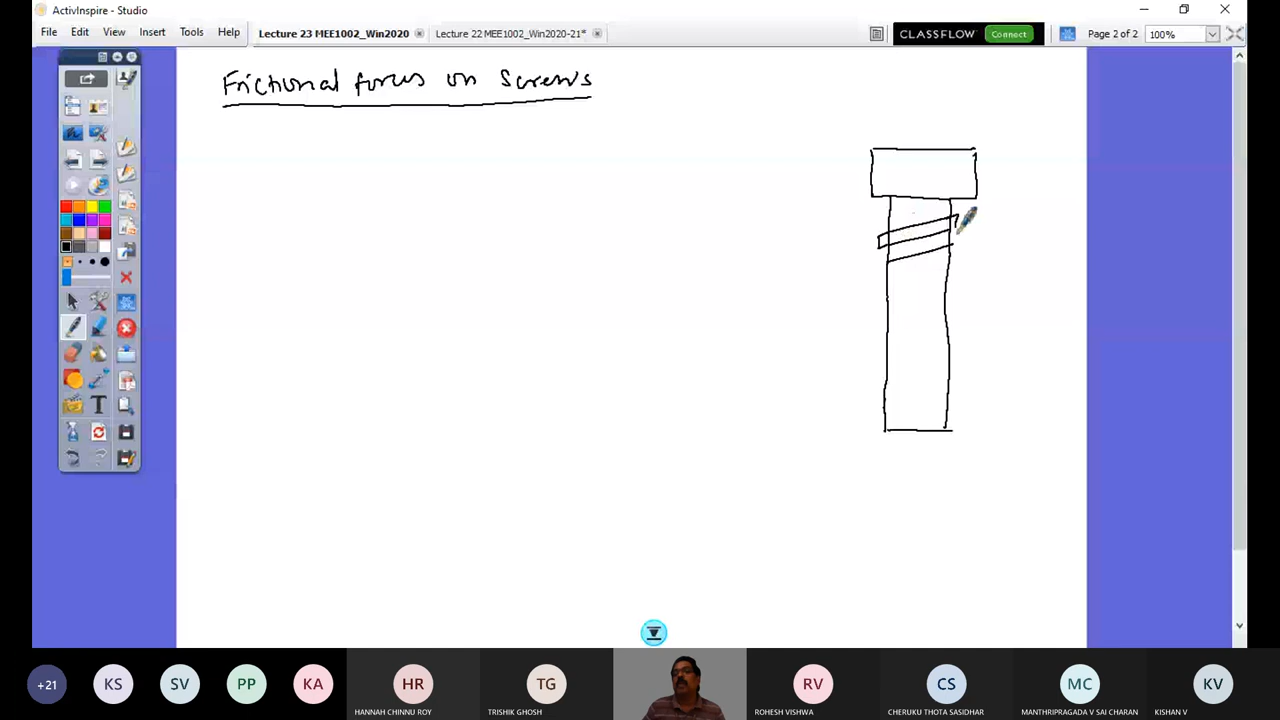 ActivInspire - Studio
File Edit View Insert Tools Help
Lecture 23 MEE1002_Win2020
Lecture 22 MEE1002_Win2020-21*
CLASSFLOW Connect
Page 2 of 2
100%
Frictional forces on Screws
T
+21
KS
SV
PP
KA
HR
HANNAH CHINNU ROY
TG
TRISHIK GHOSH
RV
ROHESH VISHWA
CS
CHERUKU THOTA SASIDHAR
MC
MANTHRIPRAGADA V SAI CHARAN
KV
KISHAN V